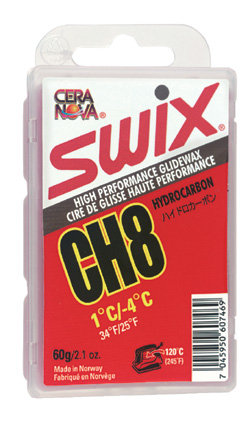 CERA
NOVA
SWIX
HIGH PERFORMANCE GLIDEWAX
CIRE DE GLISSE HAUTE PERFORMANCE
HYDROCARBON
ハイドロカーボン
CH8
1°C/-4°C
34°F/25°F
60g/2.1 oz.
Made in Norway
Fabriqué en Norvège
120°C
(245°F)
7 045950 607469